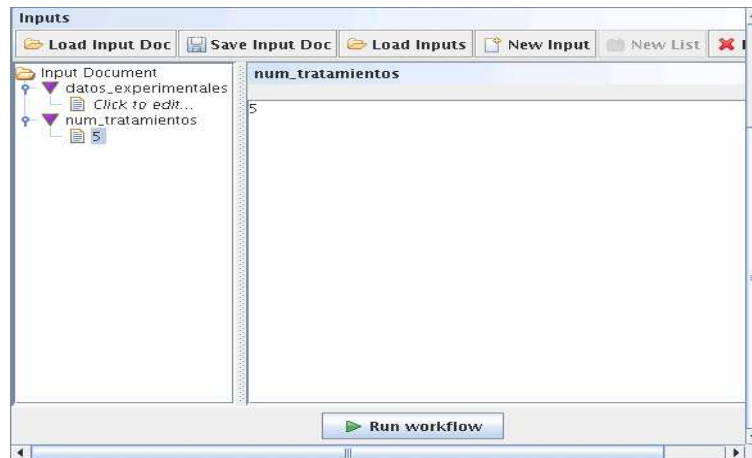 Inputs
Load Input Doc Save Input Doc Load Inputs New Input New List
Input Document
datos_experimentales
Click to edit...
num_tratamientos
5
num_tratamientos
5
Run workflow